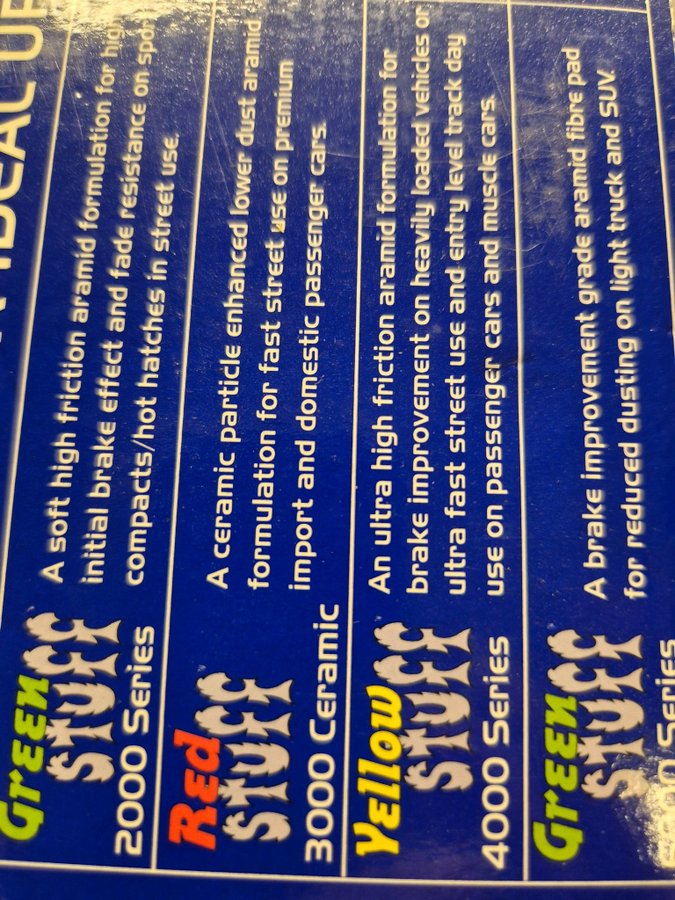 IDEAL
Green
STUFF
2000 Series
A soft high friction aramid formulation for high
initial brake effect and fade resistance on sport
compacts/hot hatches in street use.
Red
STUFF
3000 Ceramic
A ceramic particle enhanced lower dust aramid
formulation for fast street use on premium
import and domestic passenger cars.
Yellow
STUFF
4000 Series
An ultra high friction aramid formulation for
brake improvement on heavily loaded vehicles or
ultra fast street use and entry level track day
use on passenger cars and muscle cars.
Green
STUFF
Series
A brake improvement grade aramid fibre pad
for reduced dusting on light truck and SUV.